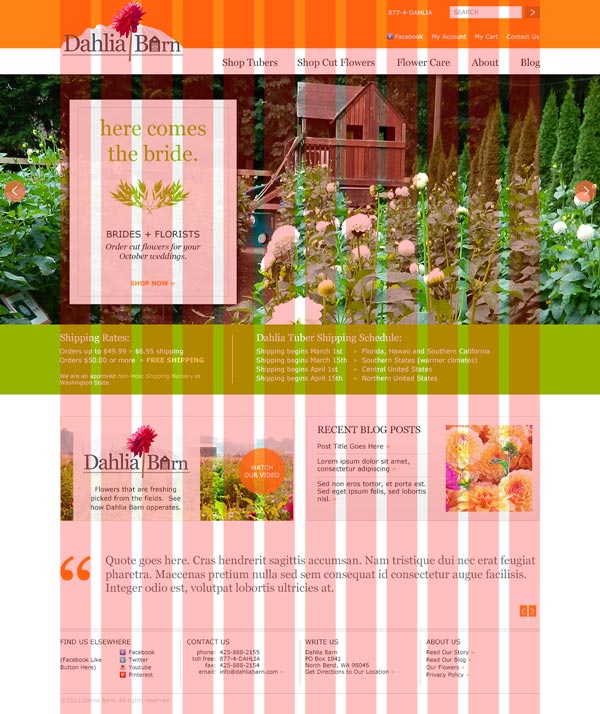 877-4-DAHLIA SEARCH >
Facebook My Account My Cart Contact Us
Dahlia Barn
Shop Tubers Shop Cut Flowers Flower Care About Blog
here comes
the bride.
BRIDES + FLORISTS
Order cut flowers for your
October weddings.
SHOP NOW »
Shipping Rates:
Orders up to $49.99 » $6.95 shipping
Orders $50.00 or more » FREE SHIPPING
We are an approved Non-Host Shipping Nursery in
Washington State.
Dahlia Tuber Shipping Schedule:
Shipping begins March 1st » Florida, Hawaii and Southern California
Shipping begins March 15th » Southern States (warmer climates)
Shipping begins April 1st » Central United States
Shipping begins April 15th » Northern United States
Dahlia Barn
Flowers that are freshing
picked from the fields. See
how Dahlia Barn opperates.
WATCH
OUR VIDEO
RECENT BLOG POSTS
Post Title Goes Here »
Lorem ipsum dolor sit amet,
consectetur adipiscing »
Sed non eros tortor, et porta est.
Sed eget ipsum felis, sed lobortis
nisl. »
“ Quote goes here. Cras hendrerit sagittis accumsan. Nam tristique dui nec erat feugiat
pharetra. Maecenas pretium nulla sed sem consequat id consectetur augue facilisis.
Integer odio est, volutpat lobortis ultricies at.
FIND US ELSEWHERE
(Facebook Like
Button Here)
Facebook
Twitter
Youtube
Pinterest
CONTACT US
phone: 425-888-2155
toll free: 877-4-DAHLIA
fax: 425-888-2154
email: info@dahliabarn.com »
WRITE US
Dahlia Barn
PO Box 1941
North Bend, WA 98045
Get Directions to Our Location »
ABOUT US
Read Our Story »
Read Our Blog »
Our Flowers »
Privacy Policy »
©2012 Dahlia Barn. All rights reserved.